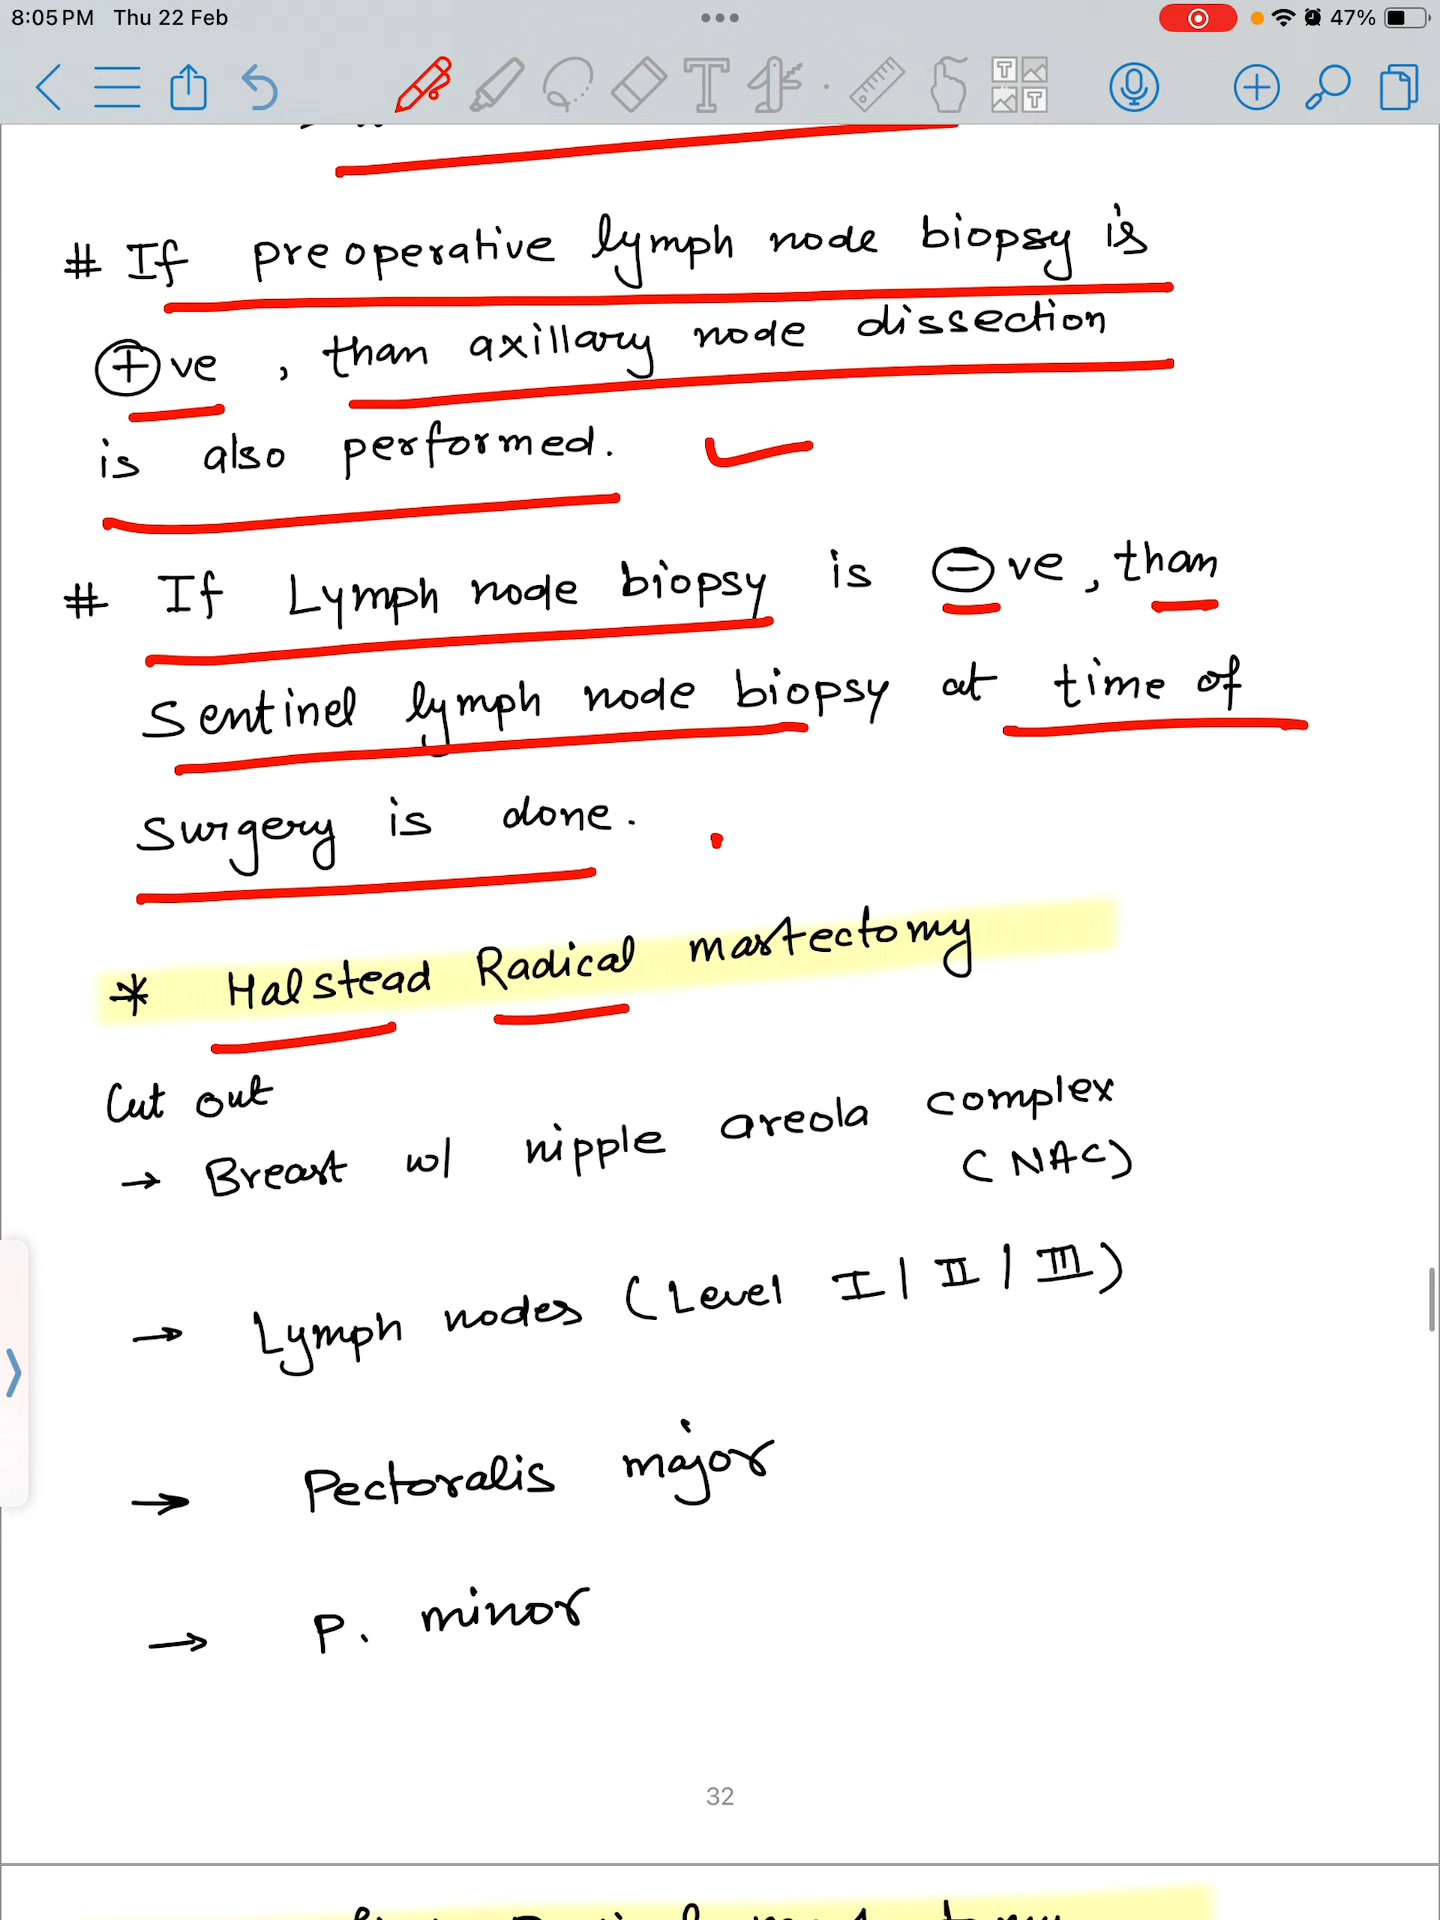 8:05 PM Thu 22 Feb
47%
# If preoperative lymph node biopsy is
⊕ve, than axillary node dissection
is also performed.
# If Lymph node biopsy is ⊖ve, than
Sentinel lymph node biopsy at time of
surgery is done.
* Halstead Radical mastectomy
Cut out
→ Breast w/ nipple areola complex
(NAC)
→ Lymph nodes (Level I / II / III)
→ Pectoralis major
→ P. minor
32